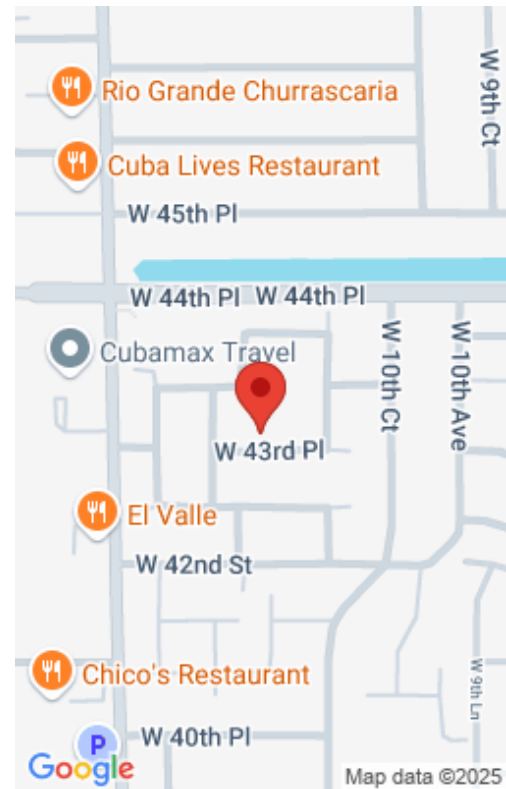 W 9th Ct
Rio Grande Churrascaria
Cuba Lives Restaurant
W 45th Pl
W 44th Pl W 44th Pl
Cubamax Travel
W 10th Ct
W 10th Ave
W 43rd Pl
El Valle
W 42nd St
Chico's Restaurant
W 9th Ln
W 40th Pl
P
Google
Map data ©2025